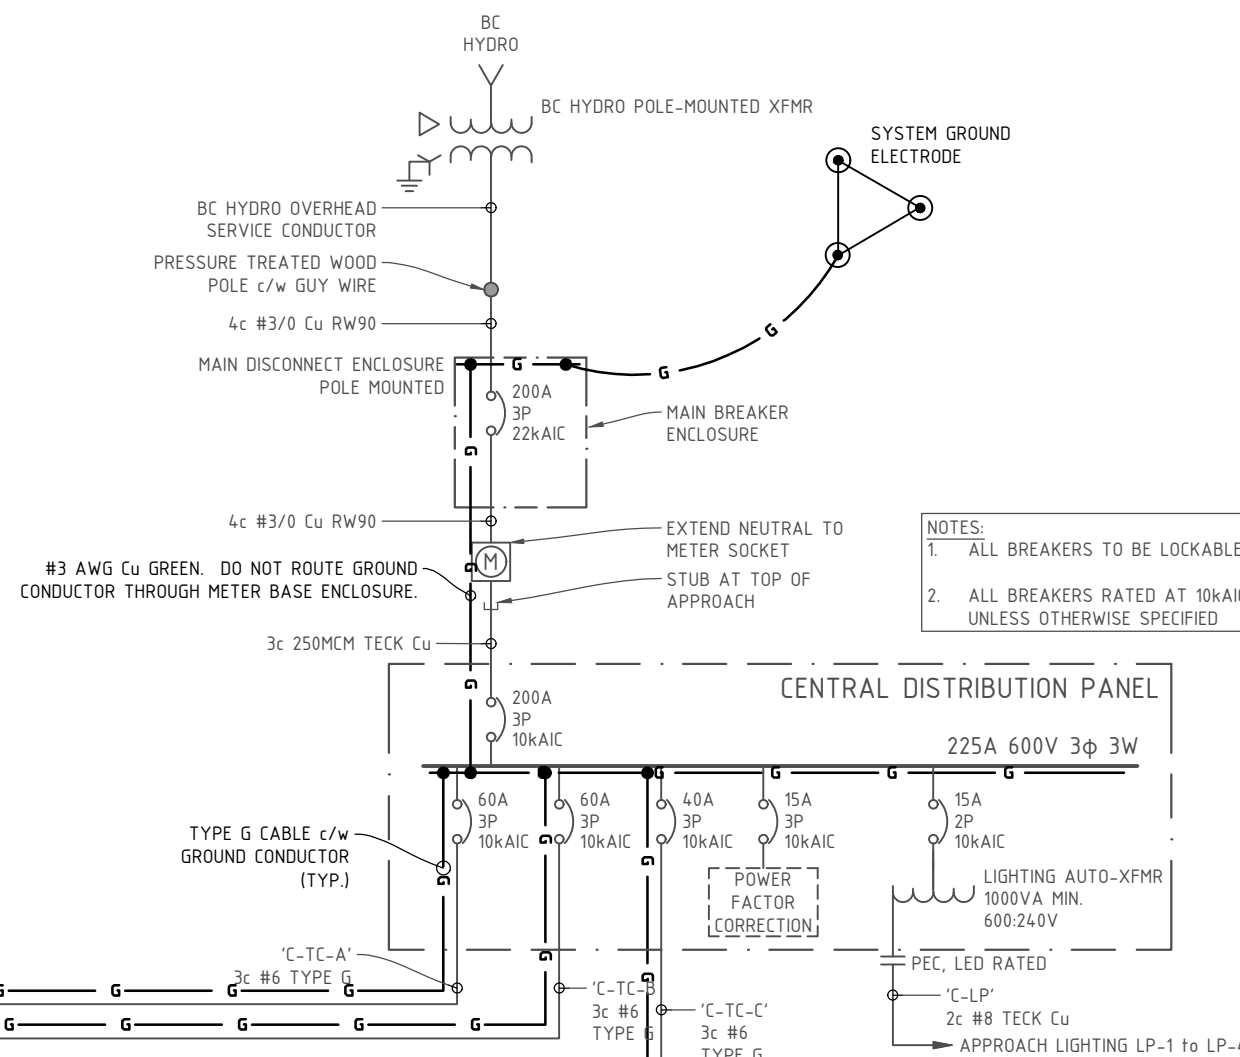 BC
HYDRO
BC HYDRO POLE-MOUNTED XFMR
SYSTEM GROUND
ELECTRODE
BC HYDRO OVERHEAD
SERVICE CONDUCTOR
PRESSURE TREATED WOOD
POLE c/w GUY WIRE
4c #3/0 Cu RW90
MAIN DISCONNECT ENCLOSURE
POLE MOUNTED
G
G
G
200A
3P
22kAIC
G
MAIN BREAKER
ENCLOSURE
4c #3/0 Cu RW90
M
G
EXTEND NEUTRAL TO
METER SOCKET
STUB AT TOP OF
APPROACH
#3 AWG Cu GREEN. DO NOT ROUTE GROUND
CONDUCTOR THROUGH METER BASE ENCLOSURE.
3c 250MCM TECK Cu
NOTES:
1. ALL BREAKERS TO BE LOCKABLE
2. ALL BREAKERS RATED AT 10kAIC
UNLESS OTHERWISE SPECIFIED
G
200A
3P
10kAIC
CENTRAL DISTRIBUTION PANEL
225A 600V 3ϕ 3W
G G G G
60A
3P
10kAIC
60A
3P
10kAIC
40A
3P
10kAIC
15A
3P
10kAIC
15A
2P
10kAIC
G
G
G
TYPE G CABLE c/w
GROUND CONDUCTOR
(TYP.)
POWER
FACTOR
CORRECTION
LIGHTING AUTO-XFMR
1000VA MIN.
600:240V
'C-TC-A'
3c #6 TYPE G
G
G
'C-TC-B
3c #6
TYPE G
G
'C-TC-C'
3c #6
TYPE G
PEC, LED RATED
'C-LP'
2c #8 TECK Cu
APPROACH LIGHTING LP-1 to LP-4
G G G G
G G G G G